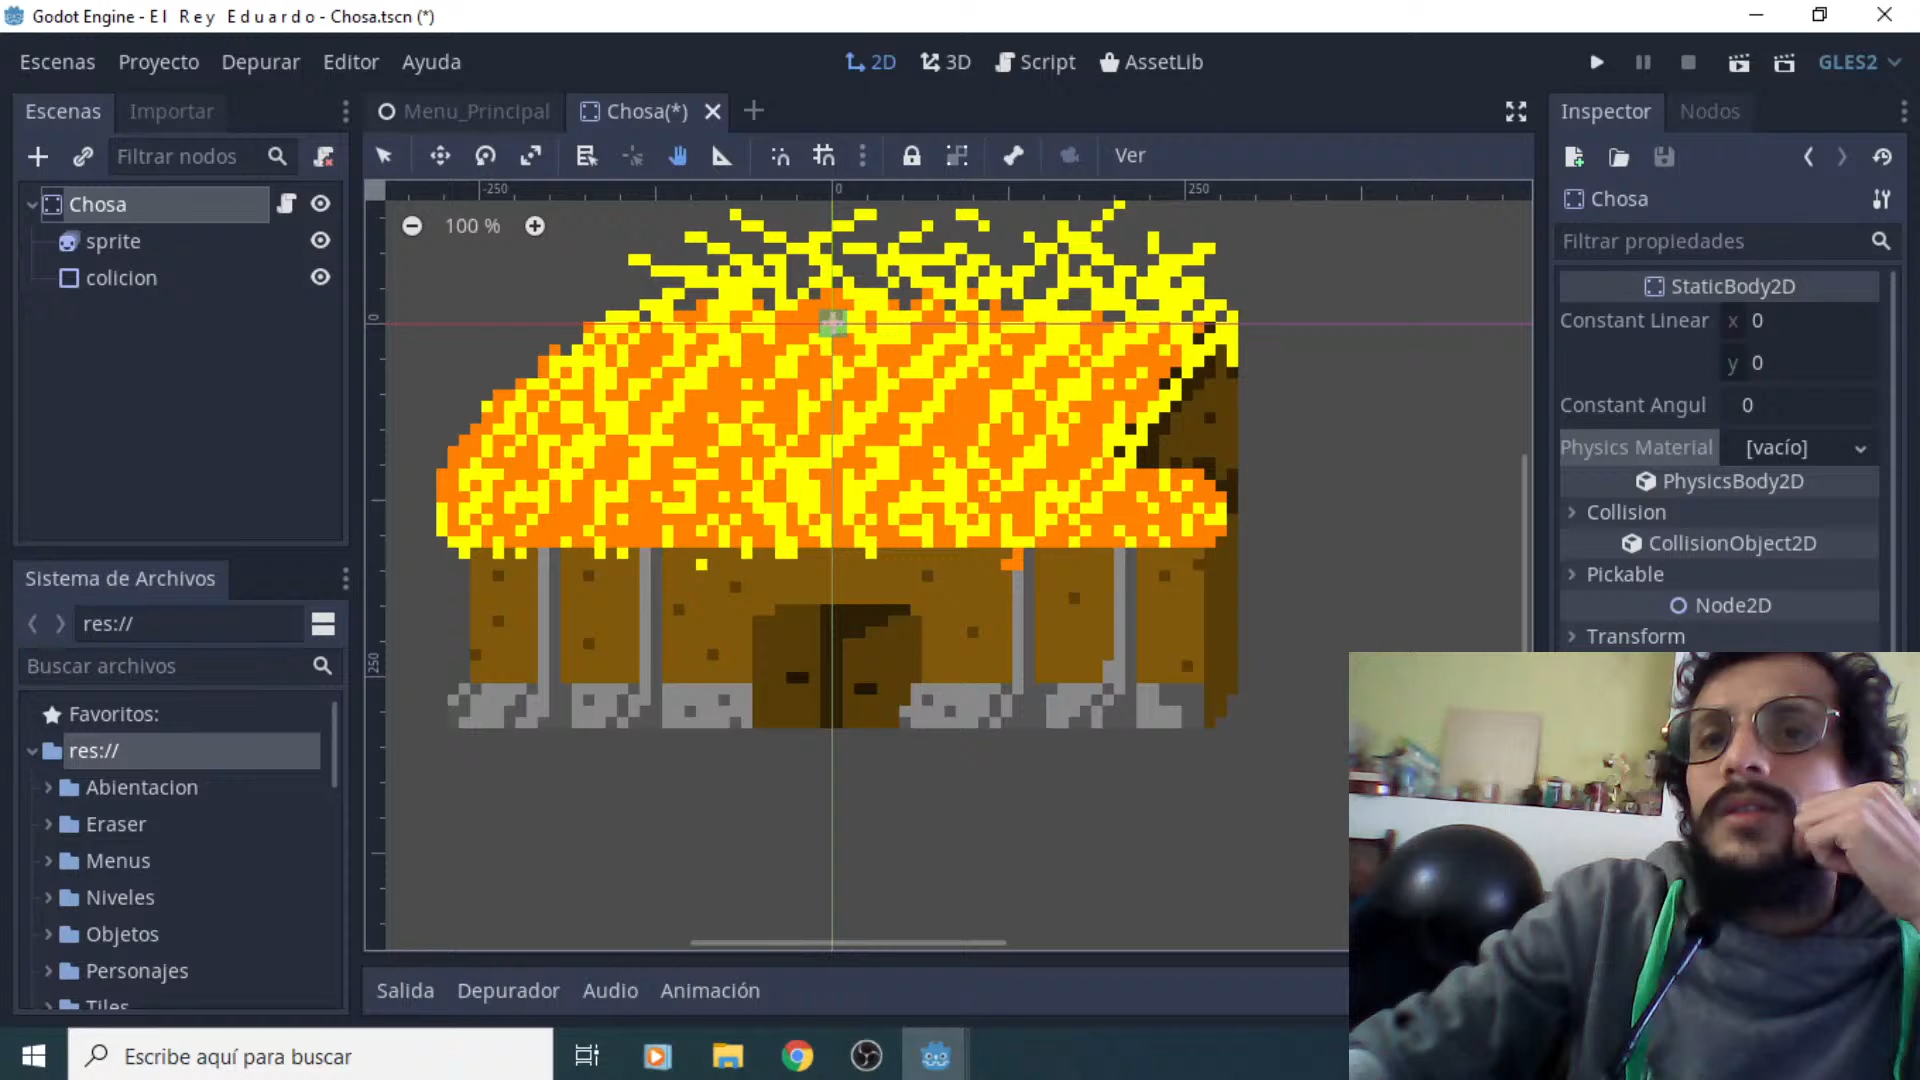 Godot Engine - El Rey Eduardo - Chosa.tscn (*)
Escenas Proyecto Depurar Editor Ayuda
2D 3D Script AssetLib
GLES2
Escenas Importar
Filtrar nodos
Chosa
sprite
colicion
Sistema de Archivos
res://
Buscar archivos
Favoritos:
res://
Abientacion
Eraser
Menus
Niveles
Objetos
Personajes
Tiles
Menu_Principal Chosa(*)
Ver
-250 0 250
100 %
0
250
Salida Depurador Audio Animación
Inspector Nodos
Chosa
Filtrar propiedades
StaticBody2D
Constant Linear x 0
y 0
Constant Angul 0
Physics Material [vacío]
PhysicsBody2D
Collision
CollisionObject2D
Pickable
Node2D
Transform
Escribe aquí para buscar